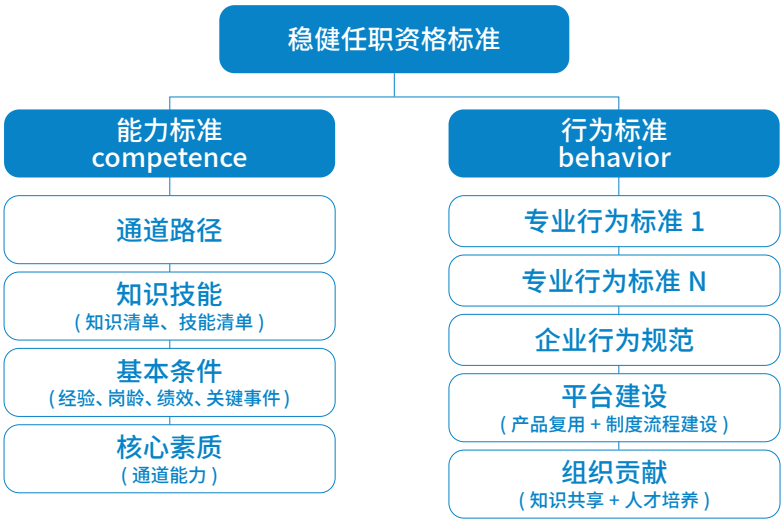 稳健任职资格标准
能力标准
competence
通道路径
知识技能
(知识清单、技能清单)
基本条件
(经验、岗龄、绩效、关键事件)
核心素质
(通道能力)
行为标准
behavior
专业行为标准 1
专业行为标准 N
企业行为规范
平台建设
(产品复用 + 制度流程建设)
组织贡献
(知识共享 + 人才培养)